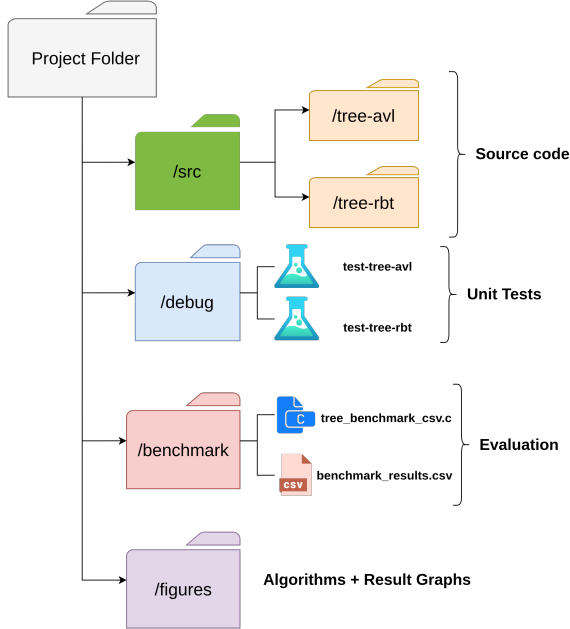 Project Folder
/src
/tree-avl
/tree-rbt
Source code
/debug
test-tree-avl
test-tree-rbt
Unit Tests
/benchmark
C
tree_benchmark_csv.c
CSV
benchmark_results.csv
Evaluation
/figures
Algorithms + Result Graphs